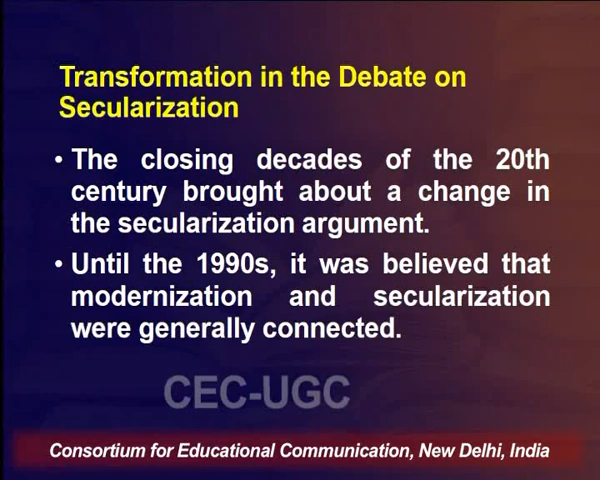 Transformation in the Debate on
Secularization
• The closing decades of the 20th
century brought about a change in
the secularization argument.
• Until the 1990s, it was believed that
modernization and secularization
were generally connected.
CEC-UGC
Consortium for Educational Communication, New Delhi, India